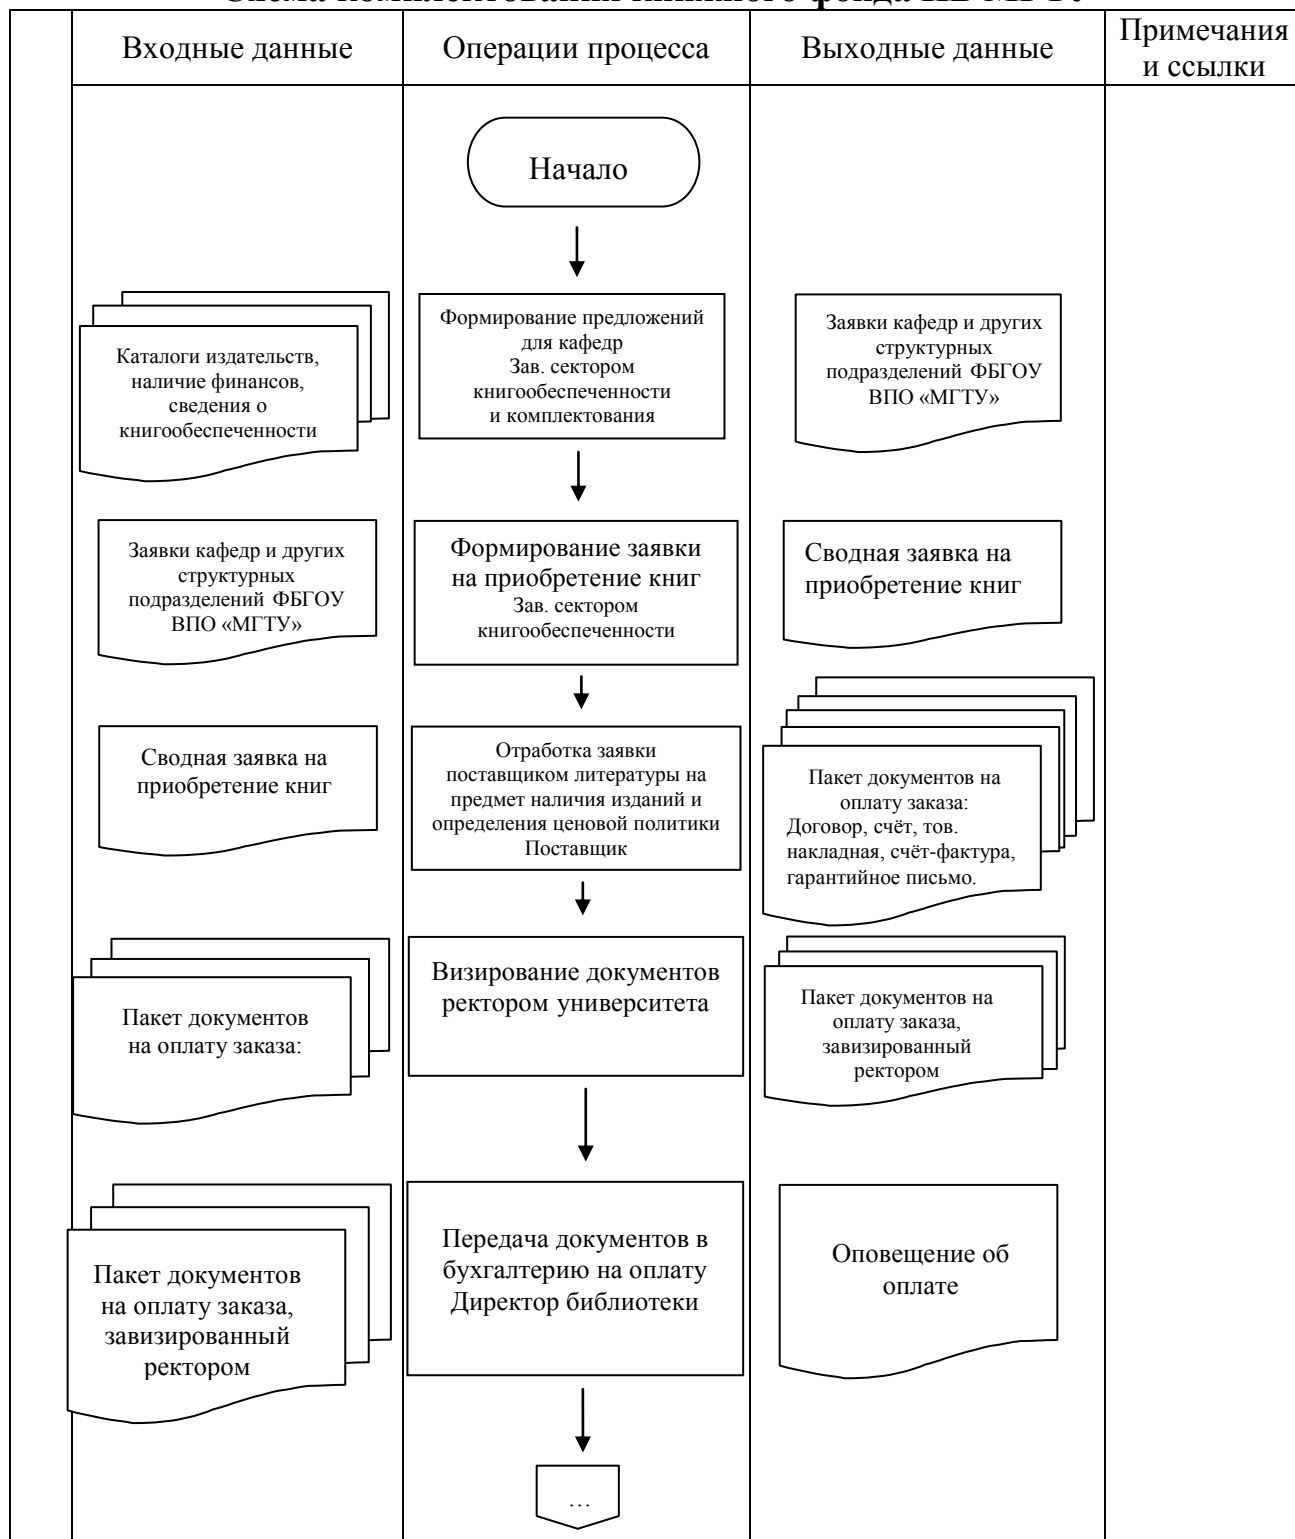 Входные данные
Операции процесса
Выходные данные
Примечания
и ссылки
Начало
Каталоги издательств,
наличие финансов,
сведения о
книгообеспеченности
Формирование предложений
для кафедр
Зав. сектором
книгообеспеченности
и комплектования
Заявки кафедр и других
структурных
подразделений ФБГОУ
ВПО «МГТУ»
Заявки кафедр и других
структурных
подразделений ФБГОУ
ВПО «МГТУ»
Формирование заявки
на приобретение книг
Зав. сектором
книгообеспеченности
Сводная заявка на
приобретение книг
Сводная заявка на
приобретение книг
Отработка заявки
поставщиком литературы на
предмет наличия изданий и
определения ценовой политики
Поставщик
Пакет документов на
оплату заказа:
Договор, счёт, тов.
накладная, счёт-фактура,
гарантийное письмо.
Пакет документов
на оплату заказа:
Визирование документов
ректором университета
Пакет документов на
оплату заказа,
завизированный
ректором
Пакет документов
на оплату заказа,
завизированный
ректором
Передача документов в
бухгалтерию на оплату
Директор библиотеки
Оповещение об
оплате
…